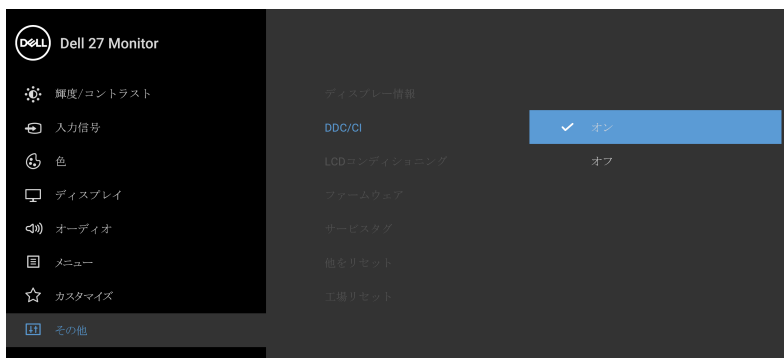 DELL
Dell 27 Monitor
輝度/コントラスト
入力信号
色
ディスプレイ
オーディオ
メニュー
カスタマイズ
その他
ディスプレー情報
DDC/CI
LCDコンディショニング
ファームウェア
サービスタグ
他をリセット
工場リセット
オン
オフ